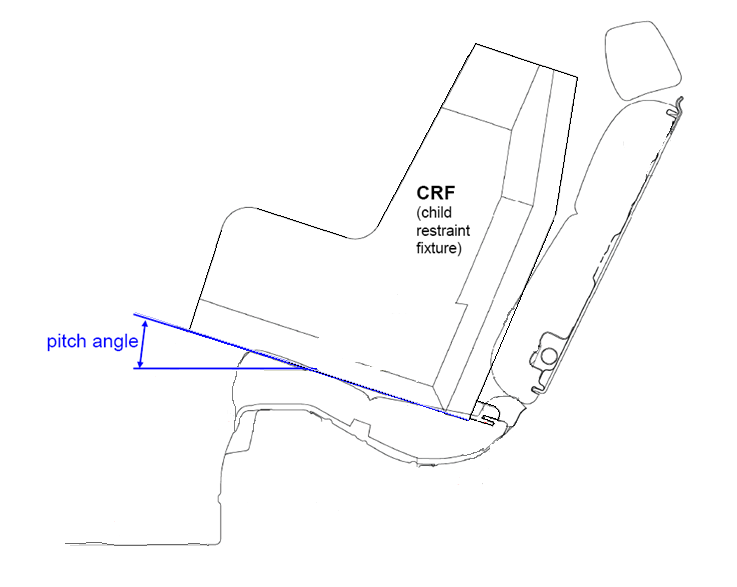 CRF
(child
restraint
fixture)
pitch angle